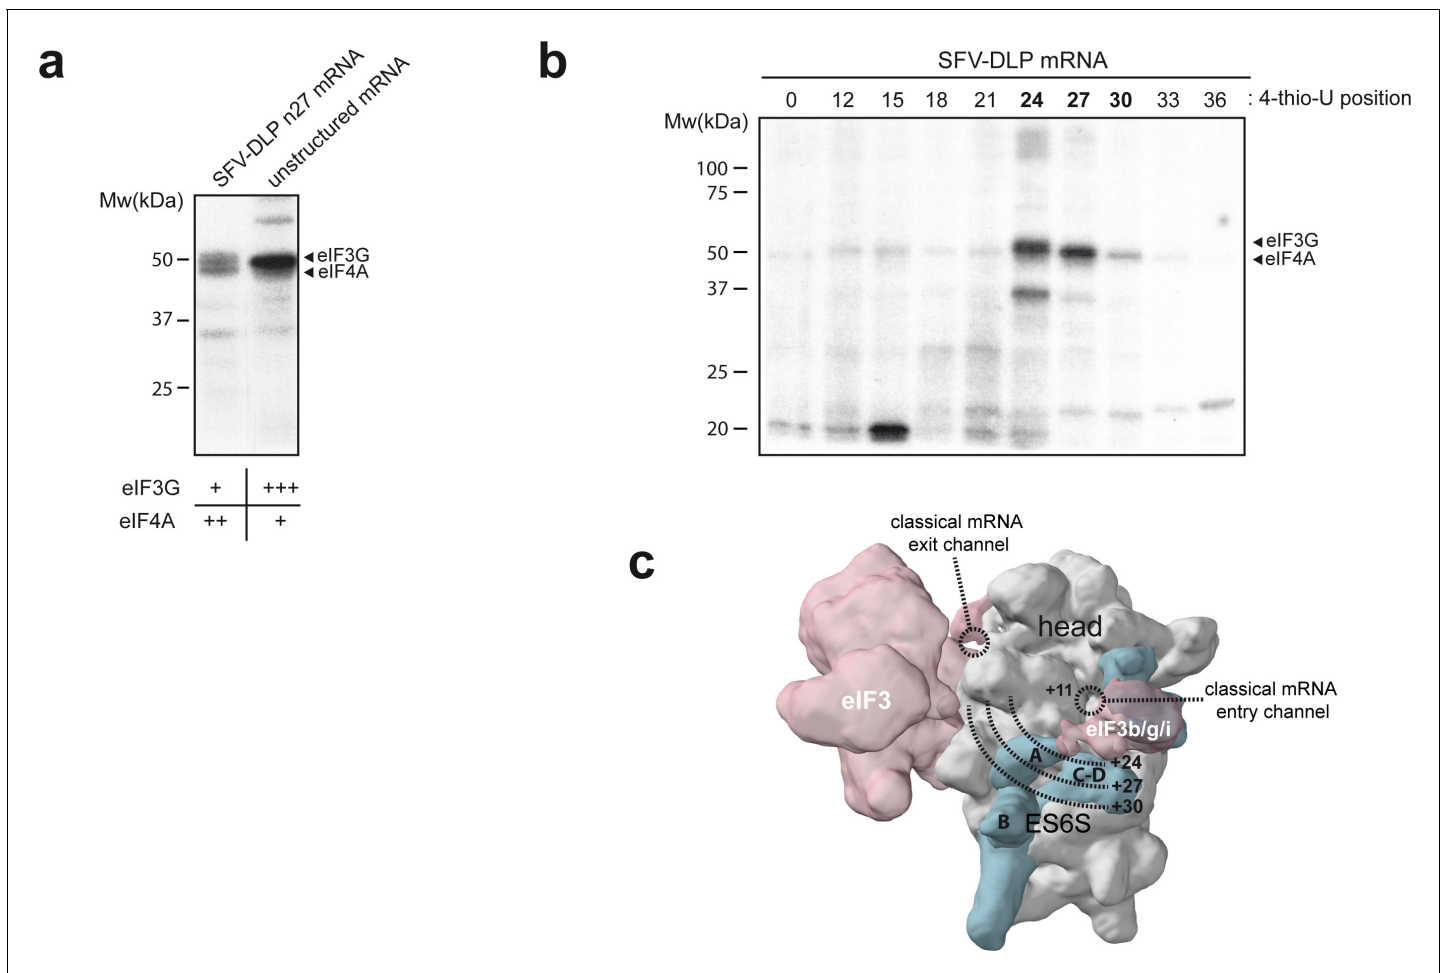 a
SFV-DLP n27 mRNA
unstructured mRNA
Mw(kDa)
50
37
25
eIF3G
eIF4A
eIF3G + +++
eIF4A ++ +
b
SFV-DLP mRNA
0 12 15 18 21 24 27 30 33 36 : 4-thio-U position
Mw(kDa)
100
75
50
37
25
20
eIF3G
eIF4A
c
classical mRNA
exit channel
head
eIF3
+11
classical mRNA
entry channel
eIF3b/g/i
A
C-D
+24
+27
+30
B
ES6S